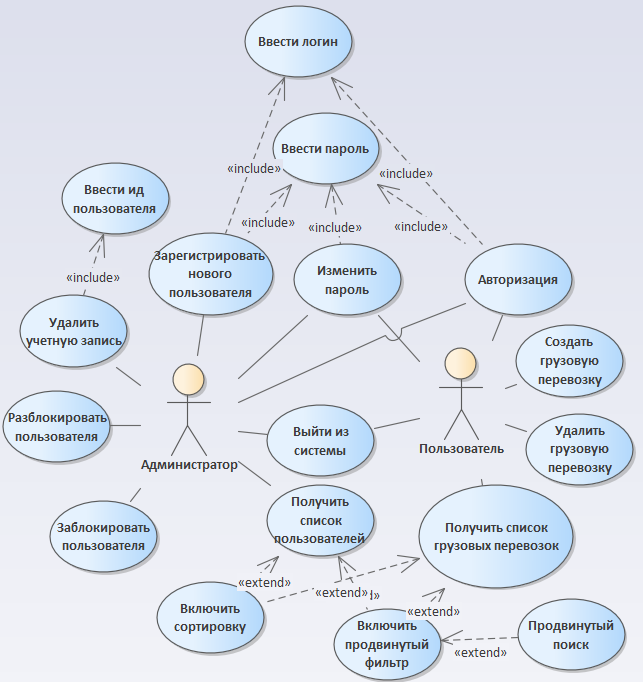 Ввести логин
Ввести пароль
«include»
Ввести ид
пользователя
«include»
«include»
«include»
«include»
Зарегистрировать
нового
пользователя
Изменить
пароль
Авторизация
Удалить
учетную запись
Создать
грузовую
перевозку
Разблокировать
пользователя
Администратор
Выйти из
системы
Пользователь
Удалить
грузовую
перевозку
Заблокировать
пользователя
Получить
список
пользователей
Получить список
грузовых перевозок
«extend»
«extend»
«extend»
Включить
сортировку
Включить
продвинутый
фильтр
«extend»
Продвинутый
поиск